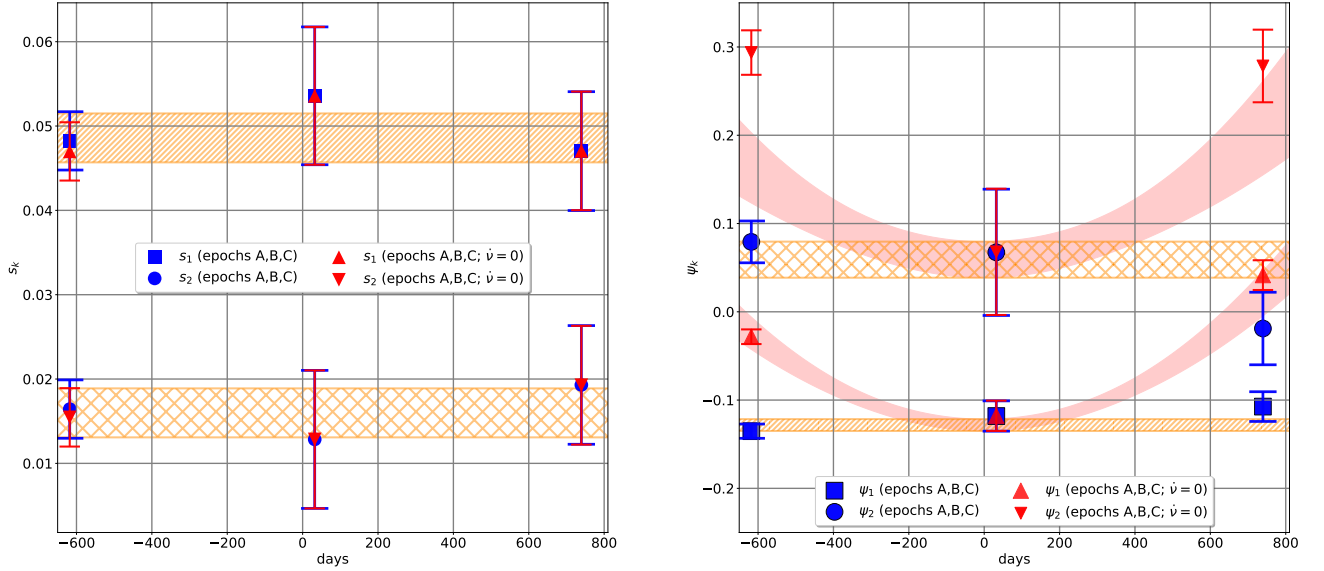 0.06
0.05
0.04
0.03
0.02
0.01
s_k
s_1 (epochs A,B,C)
s_2 (epochs A,B,C)
s_1 (epochs A,B,C; ν̇ = 0)
s_2 (epochs A,B,C; ν̇ = 0)
−600 −400 −200 0 200 400 600 800
days
0.3
0.2
0.1
0.0
−0.1
−0.2
ψ_k
ψ_1 (epochs A,B,C)
ψ_2 (epochs A,B,C)
ψ_1 (epochs A,B,C; ν̇ = 0)
ψ_2 (epochs A,B,C; ν̇ = 0)
−600 −400 −200 0 200 400 600 800
days